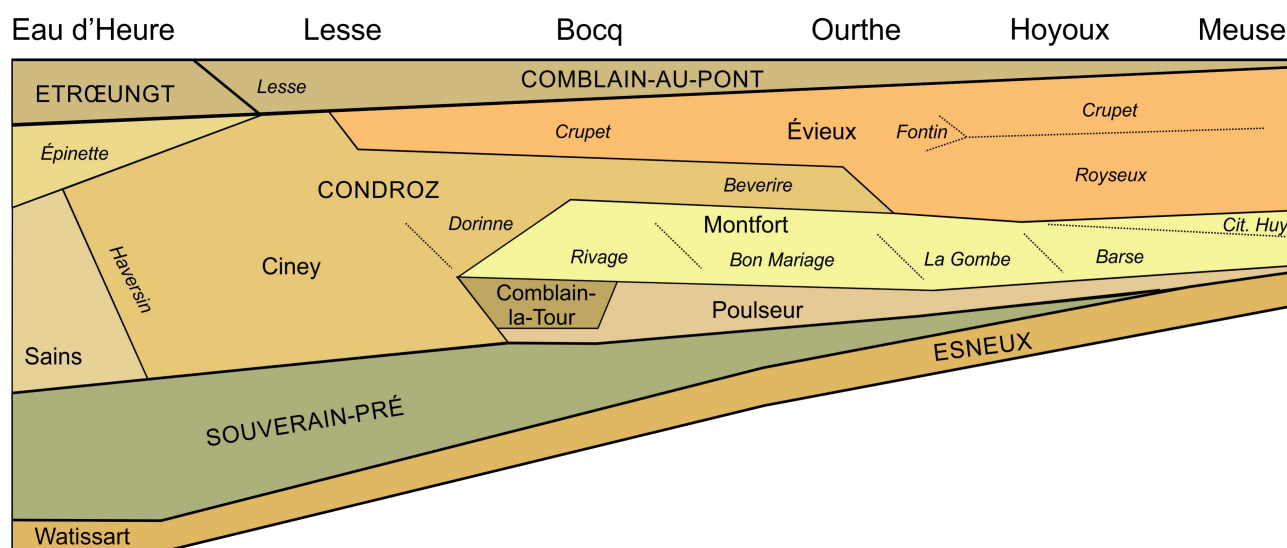 Eau d’Heure Lesse Bocq Ourthe Hoyoux Meuse
ETRŒUNGT
Lesse
COMBLAIN-AU-PONT
Épinette
Crupet
Évieux
Fontin
Crupet
Royseux
CONDROZ
Beverire
Dorinne
Montfort
Cit. Huy
Haversin
Ciney
Rivage
Bon Mariage
La Gombe
Barse
Comblain-
la-Tour
Poulseur
Sains
ESNEUX
SOUVERAIN-PRÉ
Watissart